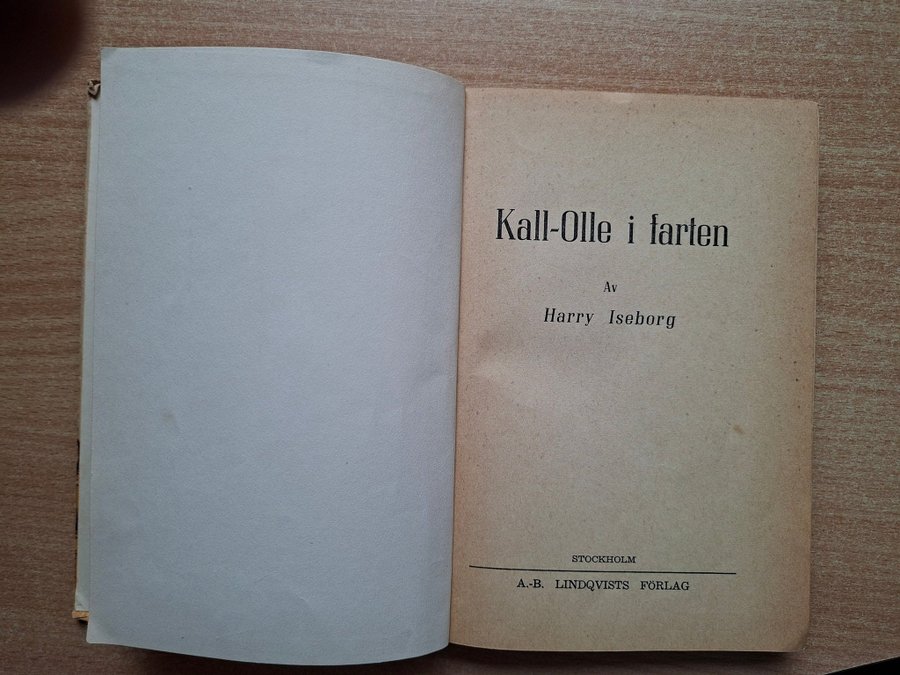 Kall-Olle i farten
Av
Harry Iseborg
STOCKHOLM
A.-B. LINDQVISTS FÖRLAG